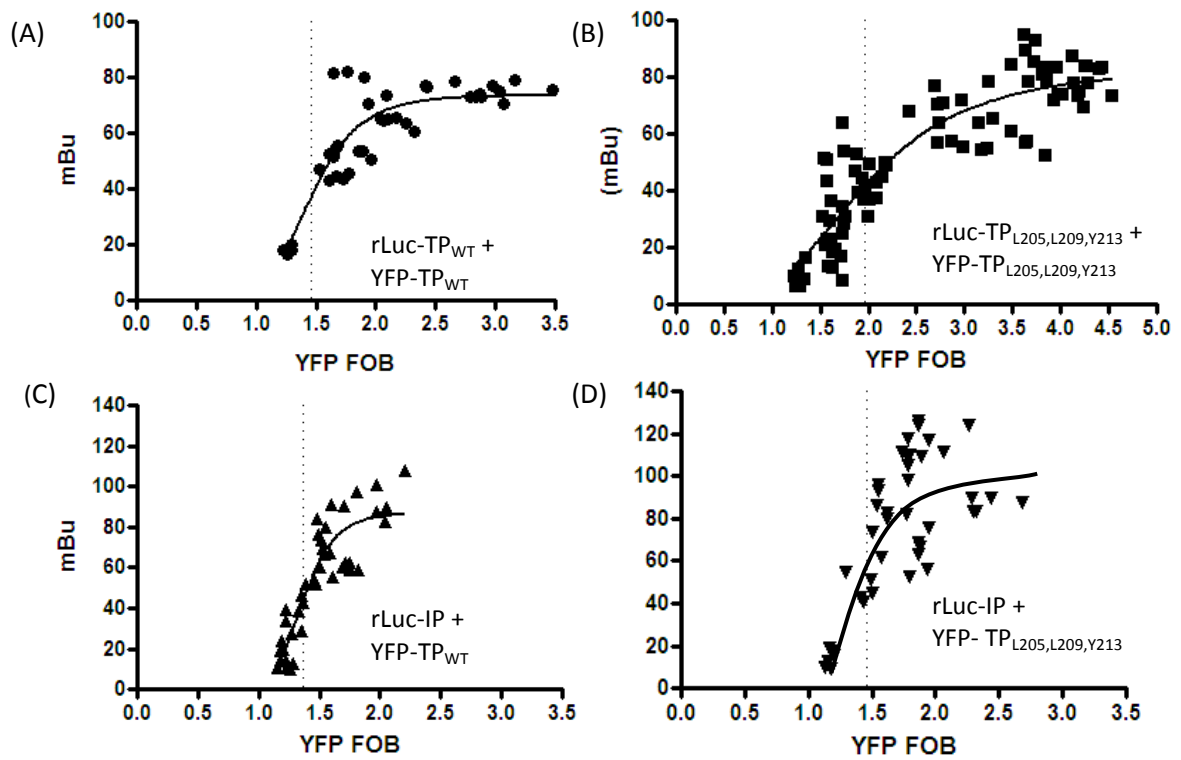 (A)
mBu
100
80
60
40
20
0
0.0 0.5 1.0 1.5 2.0 2.5 3.0 3.5
YFP FOB
rLuc-TPWT +
YFP-TPWT
(B)
(mBu)
100
80
60
40
20
0
0.0 0.5 1.0 1.5 2.0 2.5 3.0 3.5 4.0 4.5 5.0
YFP FOB
rLuc-TPL205,L209,Y213 +
YFP-TPL205,L209,Y213
(C)
mBu
140
120
100
80
60
40
20
0
0.0 0.5 1.0 1.5 2.0 2.5 3.0 3.5
YFP FOB
rLuc-IP +
YFP-TPWT
(D)
140
120
100
80
60
40
20
0
0.0 0.5 1.0 1.5 2.0 2.5 3.0 3.5
YFP FOB
rLuc-IP +
YFP- TPL205,L209,Y213